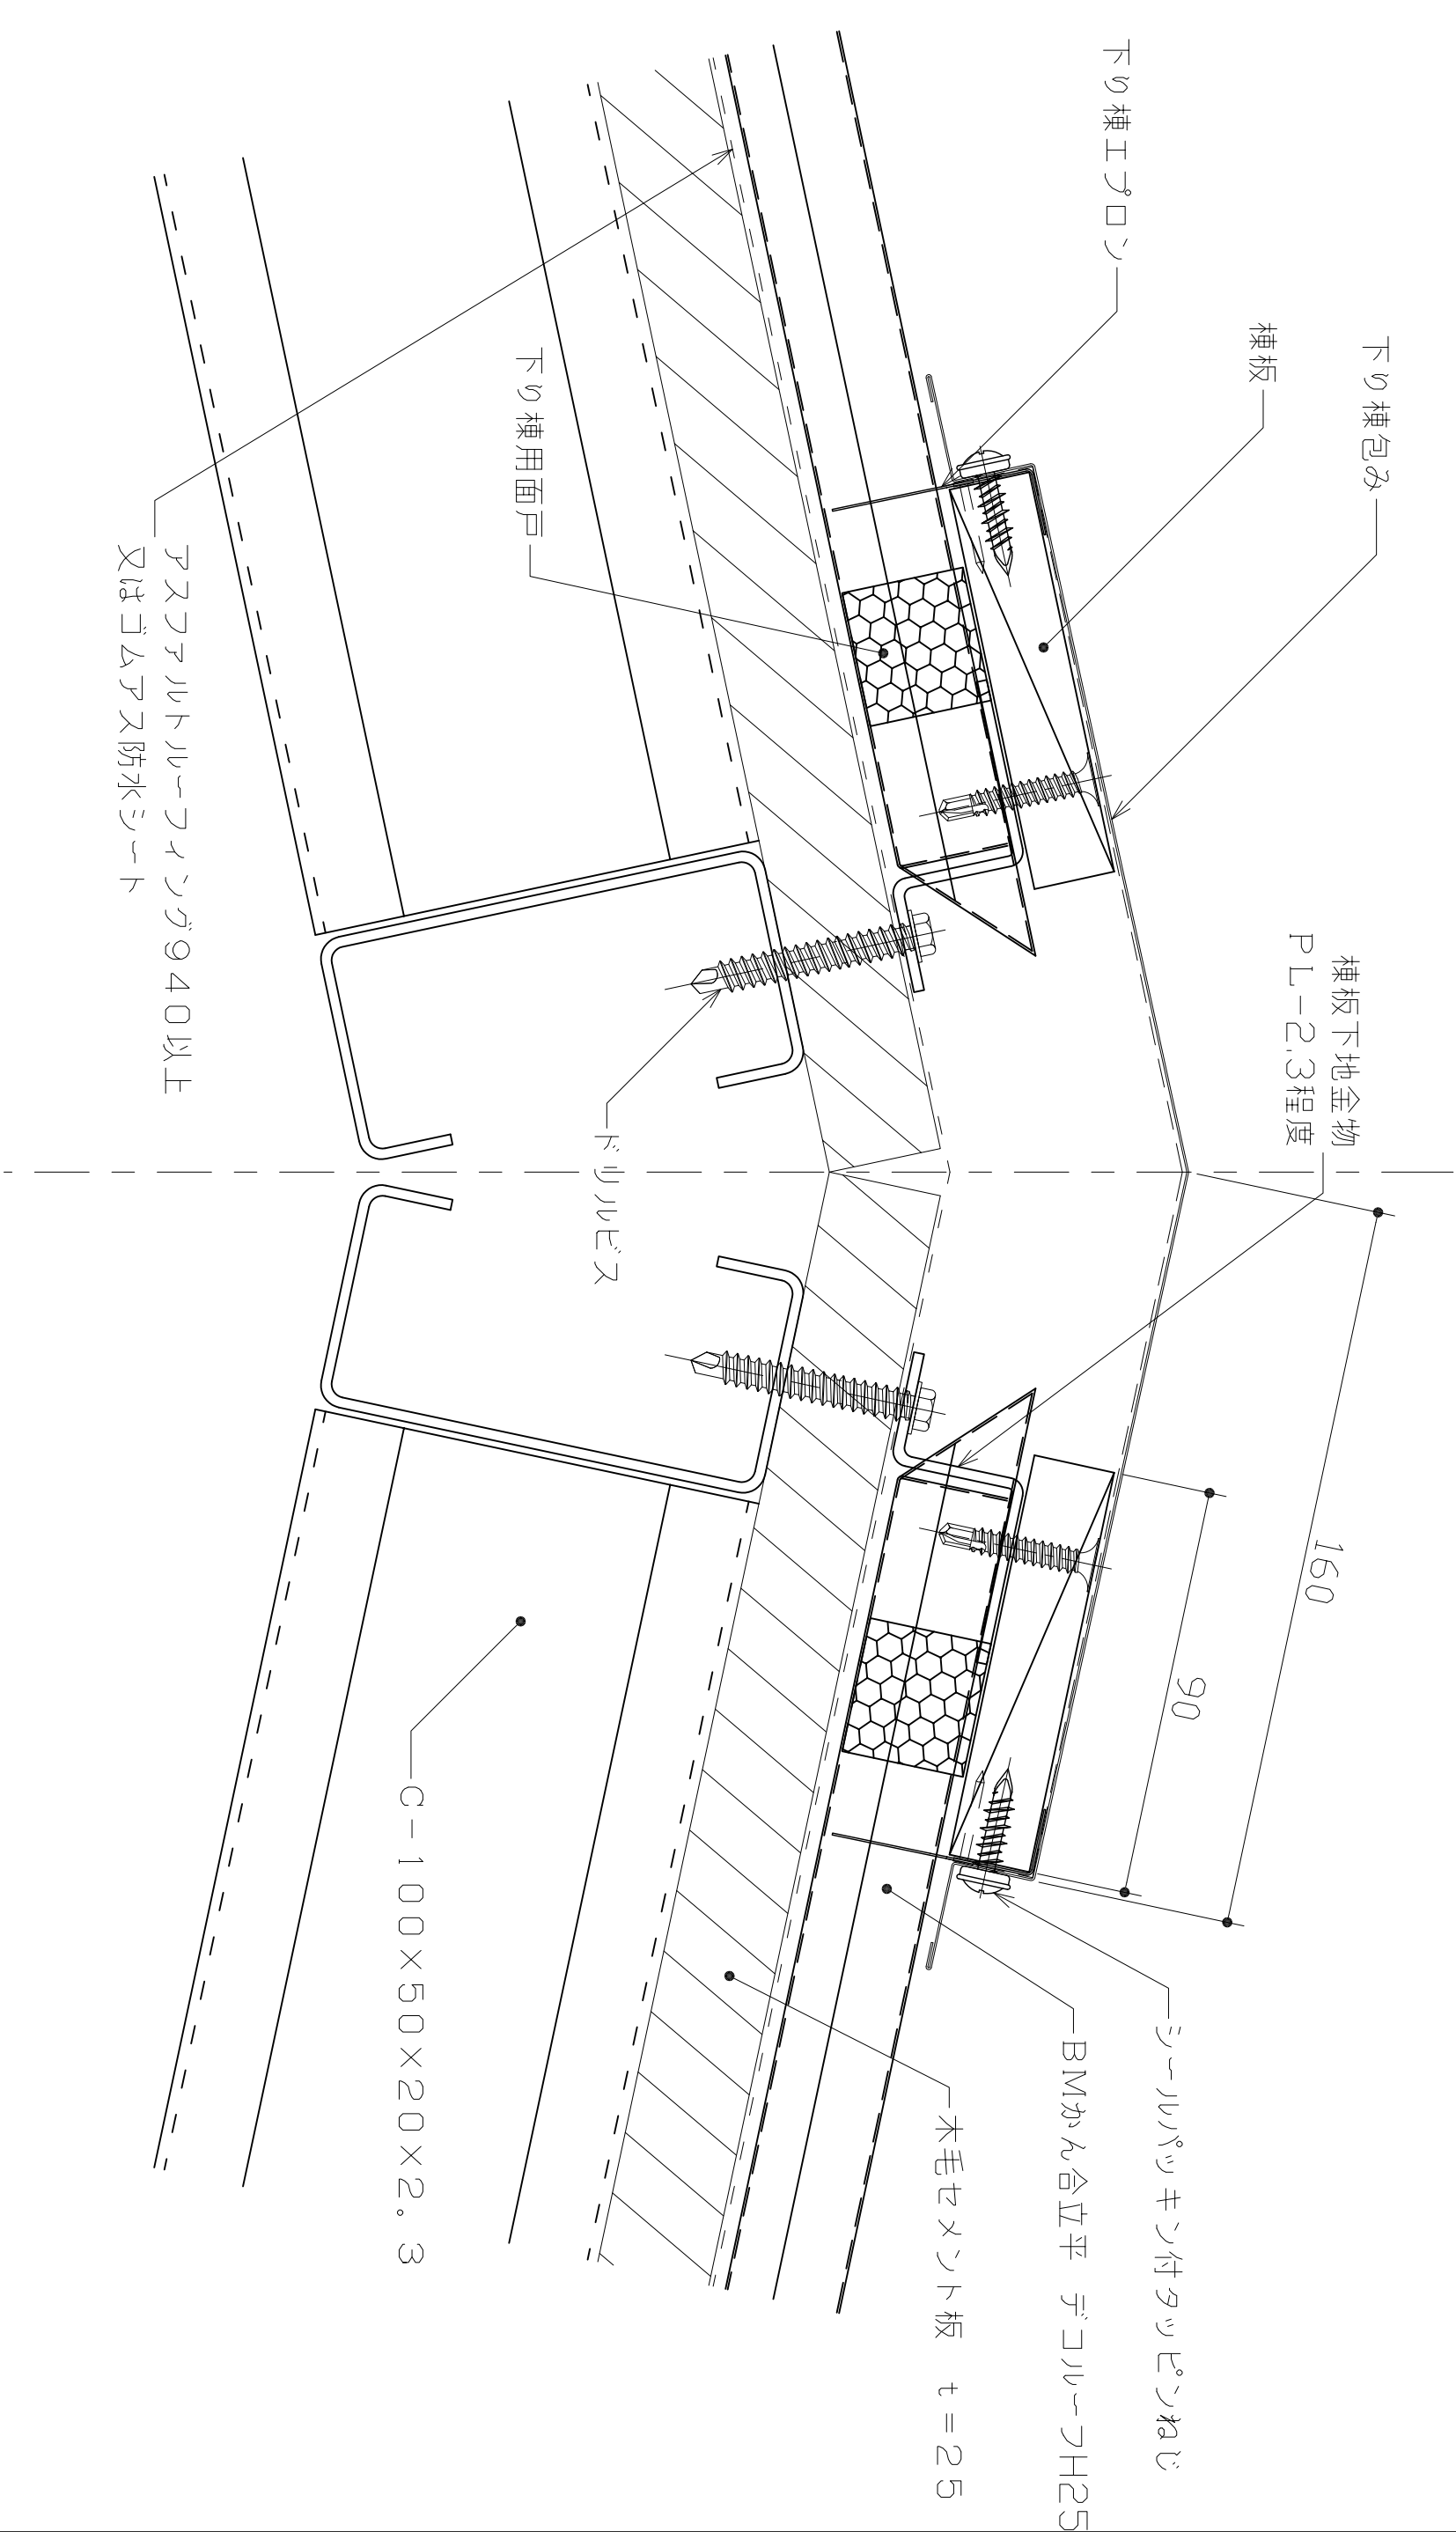 下り棟包み
棟板
下り棟エプロン
棟板下地金物
PL-2.3程度
160
90
シールパッキン付タッピンねじ
BMかん合立平 デコルーフH25
木毛セメント板 t=25
C-100×50×20×2.3
ドリルビス
下り棟用面戸
アスファルトルーフィング940以上
又はゴムアス防水シート